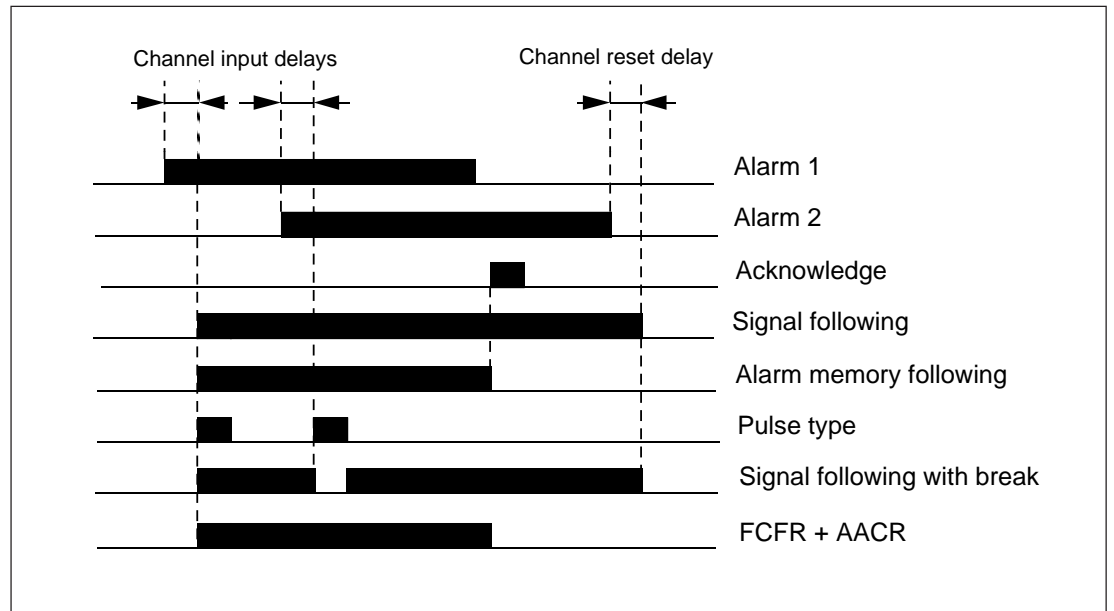 Channel input delays
Channel reset delay
Alarm 1
Alarm 2
Acknowledge
Signal following
Alarm memory following
Pulse type
Signal following with break
FCFR + AACR